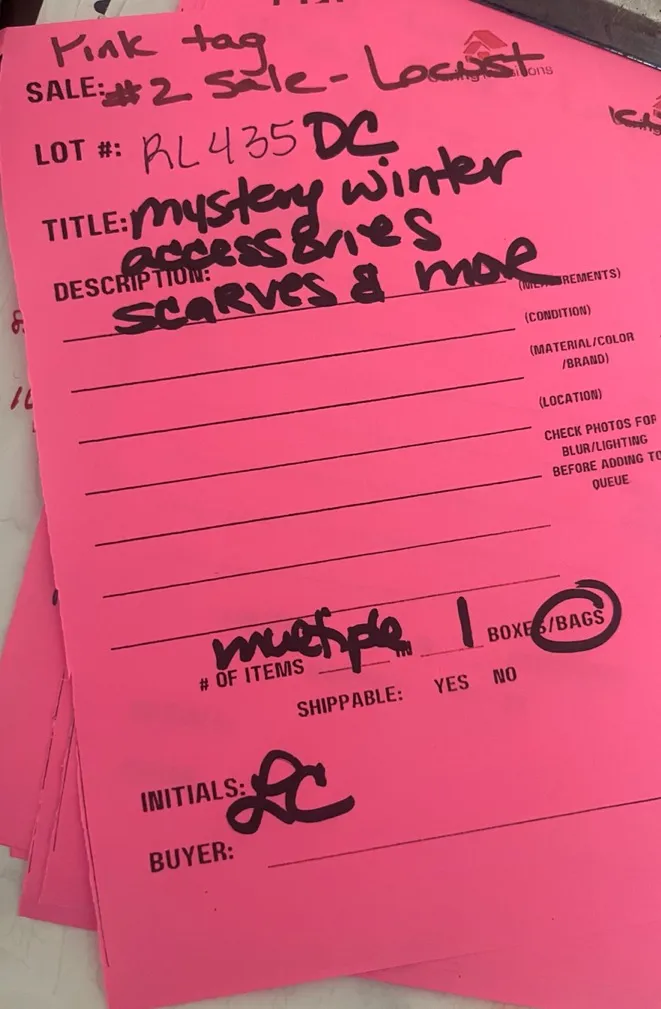 Pink tag
SALE: #2 Sale - Locust
LOT #: RL435 DC
TITLE: mystery winter
accessories
DESCRIPTION: scarves & more
(MEASUREMENTS)
(CONDITION)
(MATERIAL/COLOR
/BRAND)
(LOCATION)
CHECK PHOTOS FOR
BLUR/LIGHTING
BEFORE ADDING TO
QUEUE
# OF ITEMS multiple IN 1 BOXES/BAGS
SHIPPABLE: YES NO
INITIALS: LC
BUYER: